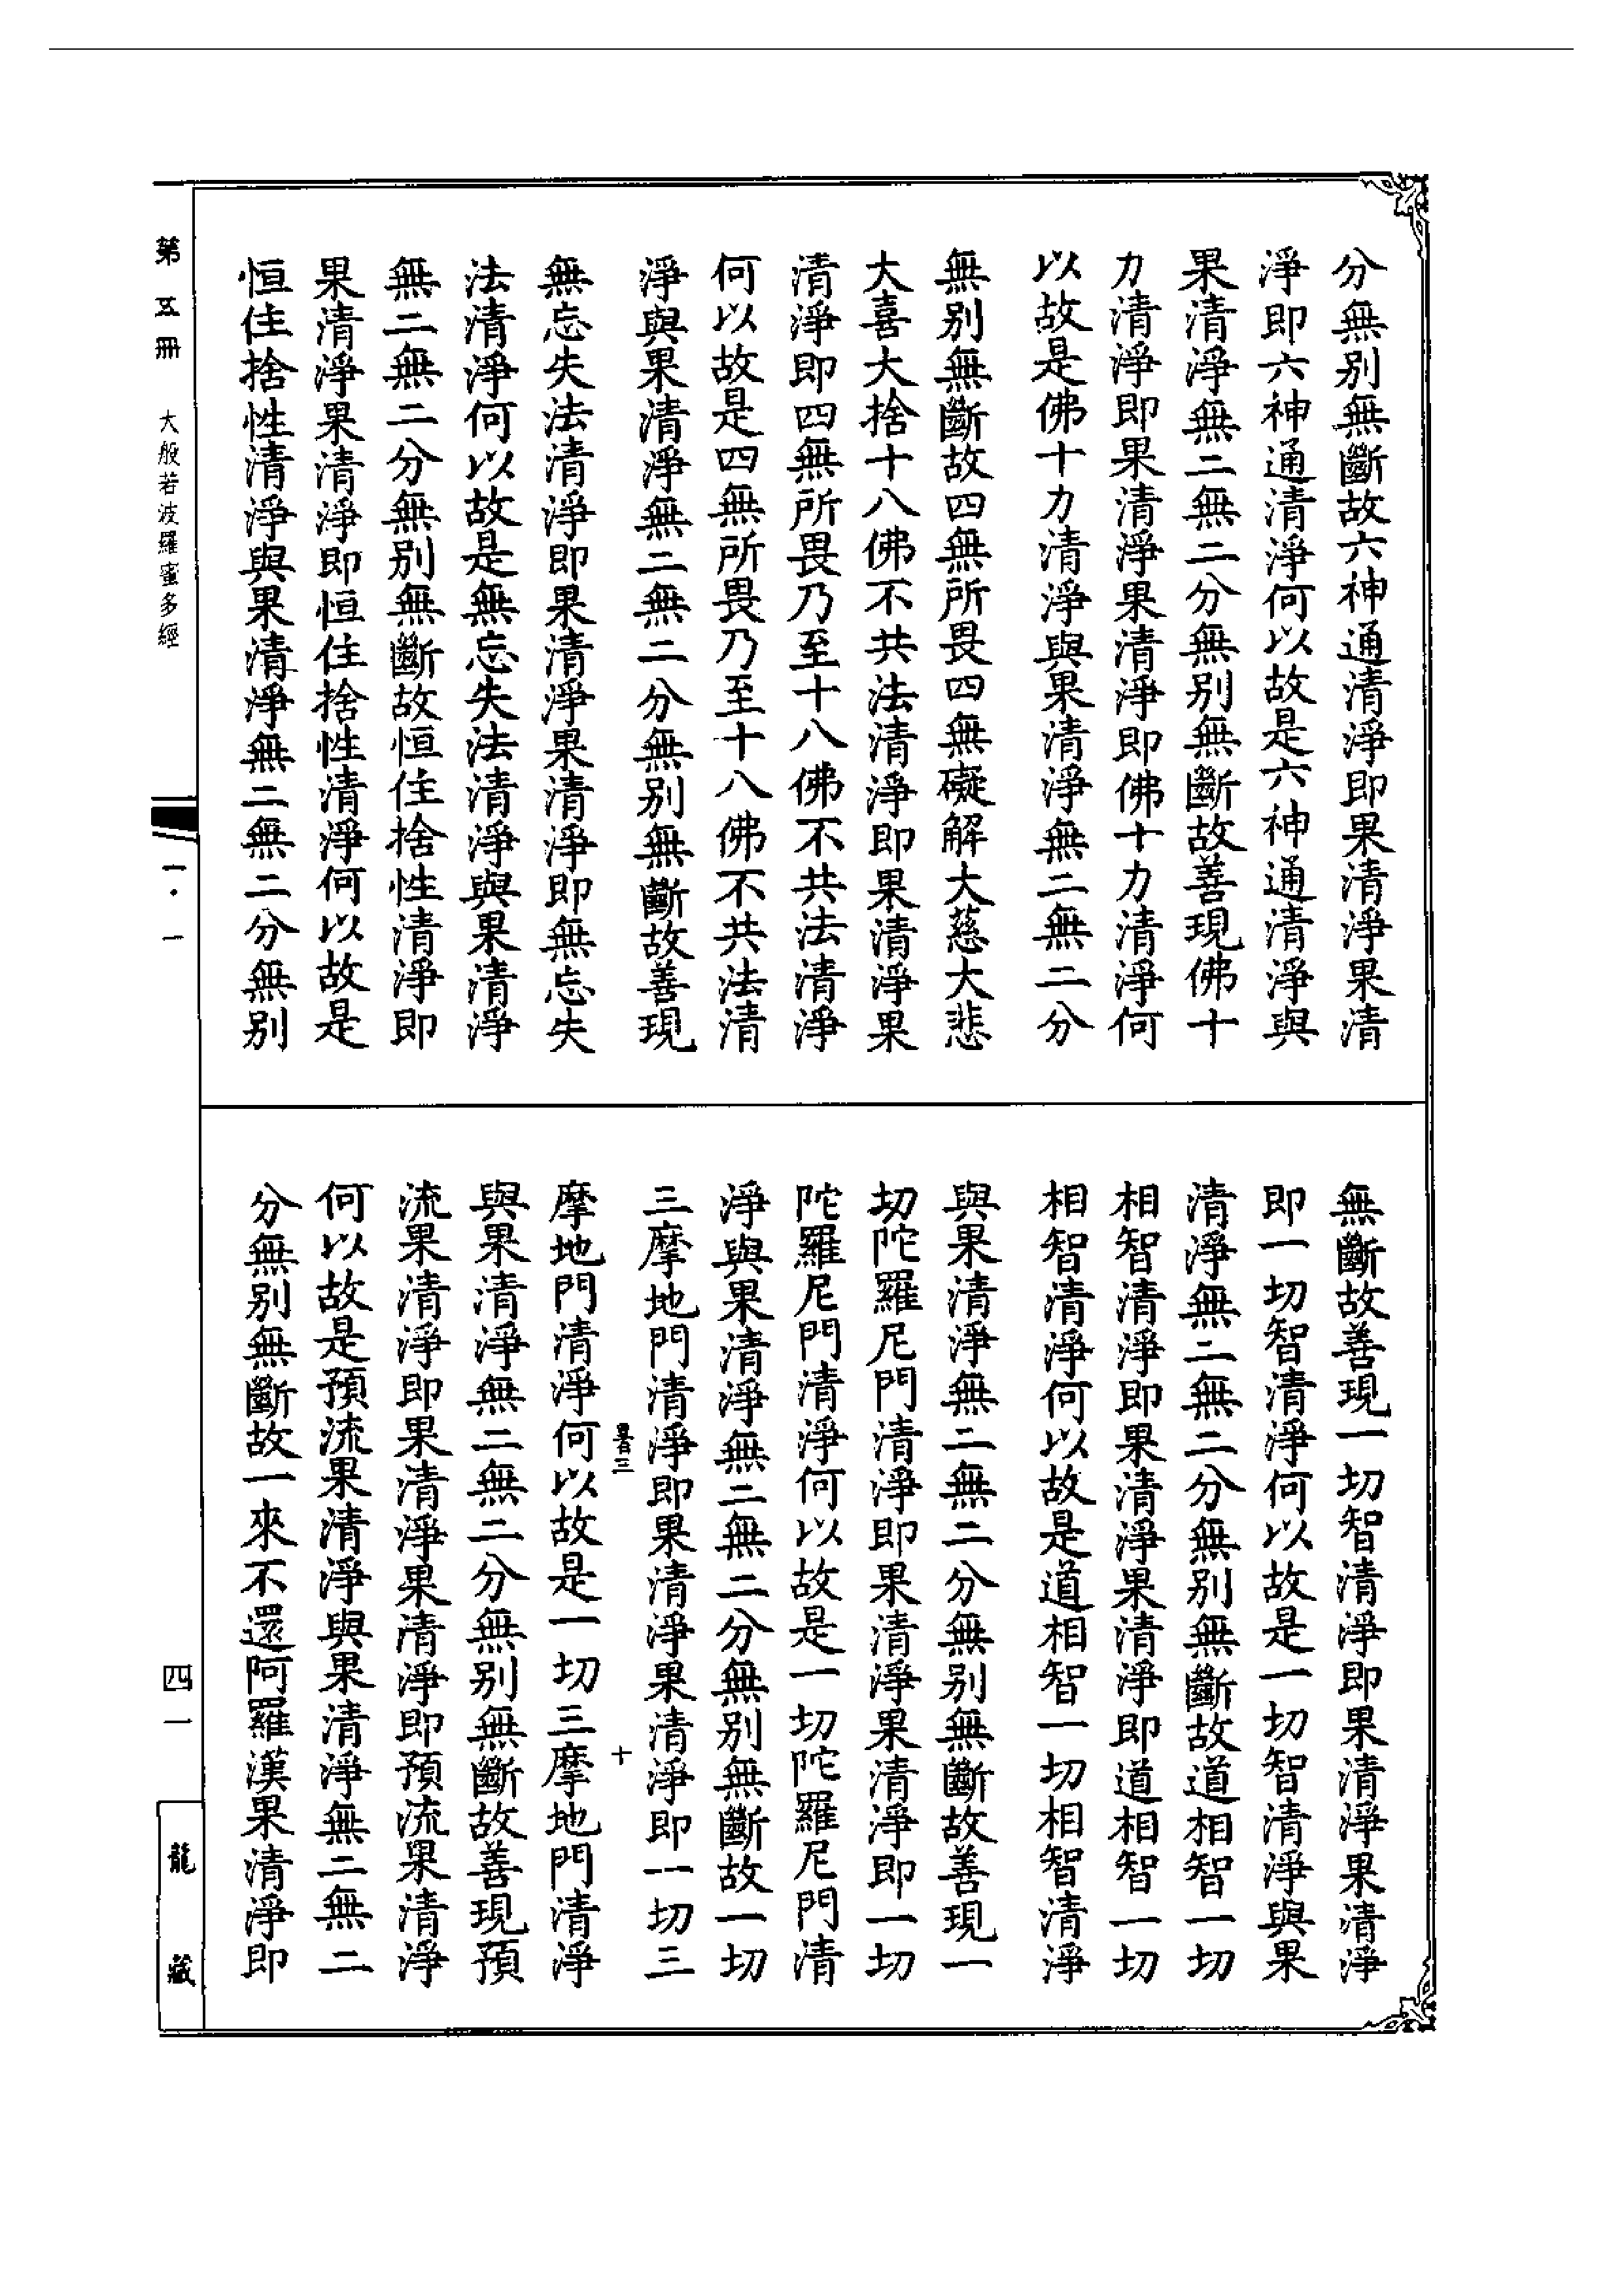 分無别無斷故六神通清淨即果清淨果清
淨即六神通清淨何以故是六神通清淨與
果清淨無二無二分無别無斷故善現佛十
力清淨即果清淨果清淨即佛十力清淨何
以故是佛十力清淨與果清淨無二無二分
無别無斷故四無所畏四無礙解大慈大悲
大喜大捨十八佛不共法清淨即果清淨果
清淨即四無所畏乃至十八佛不共法清淨
何以故是四無所畏乃至十八佛不共法清
淨與果清淨無二無二分無别無斷故善現
無忘失法清淨即果清淨果清淨即無忘失
法清淨何以故是無忘失法清淨與果清淨
無二無二分無别無斷故恒住捨性清淨即
果清淨果清淨即恒住捨性清淨何以故是
恒住捨性清淨與果清淨無二無二分無别
無斷故善現一切智清淨即果清淨果清淨
即一切智清淨何以故是一切智清淨與果
清淨無二無二分無别無斷故道相智一切
相智清淨即果清淨果清淨即道相智一切
相智清淨何以故是道相智一切相智清淨
與果清淨無二無二分無别無斷故善現一
切陀羅尼門清淨即果清淨果清淨即一切
陀羅尼門清淨何以故是一切陀羅尼門清
淨與果清淨無二無二分無别無斷故一切
三摩地門清淨即果清淨果清淨即一切三
暑三 十
摩地門清淨何以故是一切三摩地門清淨
與果清淨無二無二分無别無斷故善現預
流果清淨即果清淨果清淨即預流果清淨
何以故是預流果清淨與果清淨無二無二
分無别無斷故一來不還阿羅漢果清淨即
第五冊 大般若波羅蜜多經
一·一
四一
龍藏